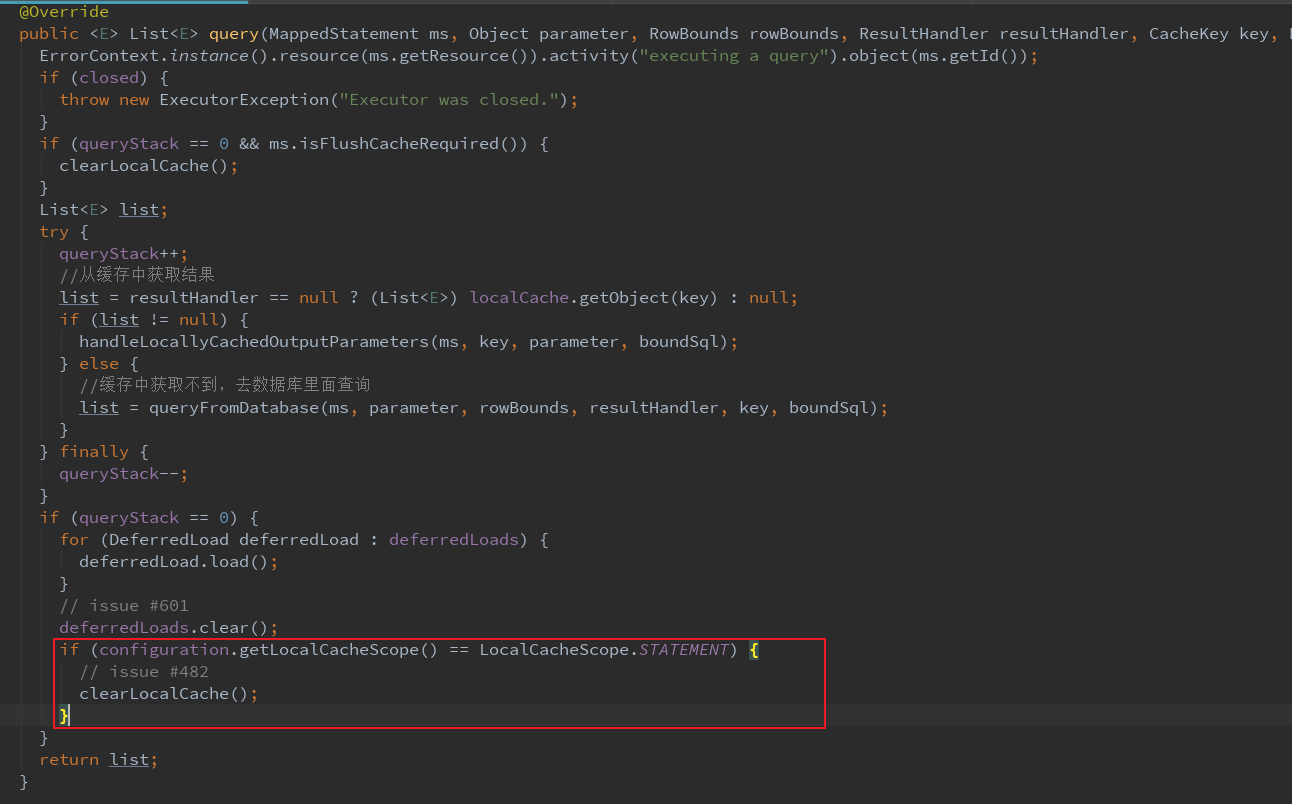 @Override
public <E> List<E> query(MappedStatement ms, Object parameter, RowBounds rowBounds, ResultHandler resultHandler, CacheKey key,
ErrorContext.instance().resource(ms.getResource()).activity("executing a query").object(ms.getId());
if (closed) {
throw new ExecutorException("Executor was closed.");
}
if (queryStack == 0 && ms.isFlushCacheRequired()) {
clearLocalCache();
}
List<E> list;
try {
queryStack++;
//从缓存中获取结果
list = resultHandler == null ? (List<E>) localCache.getObject(key) : null;
if (list != null) {
handleLocallyCachedOutputParameters(ms, key, parameter, boundSql);
} else {
//缓存中获取不到，去数据库里面查询
list = queryFromDatabase(ms, parameter, rowBounds, resultHandler, key, boundSql);
}
} finally {
queryStack--;
}
if (queryStack == 0) {
for (DeferredLoad deferredLoad : deferredLoads) {
deferredLoad.load();
}
// issue #601
deferredLoads.clear();
if (configuration.getLocalCacheScope() == LocalCacheScope.STATEMENT) {
// issue #482
clearLocalCache();
}
}
return list;
}